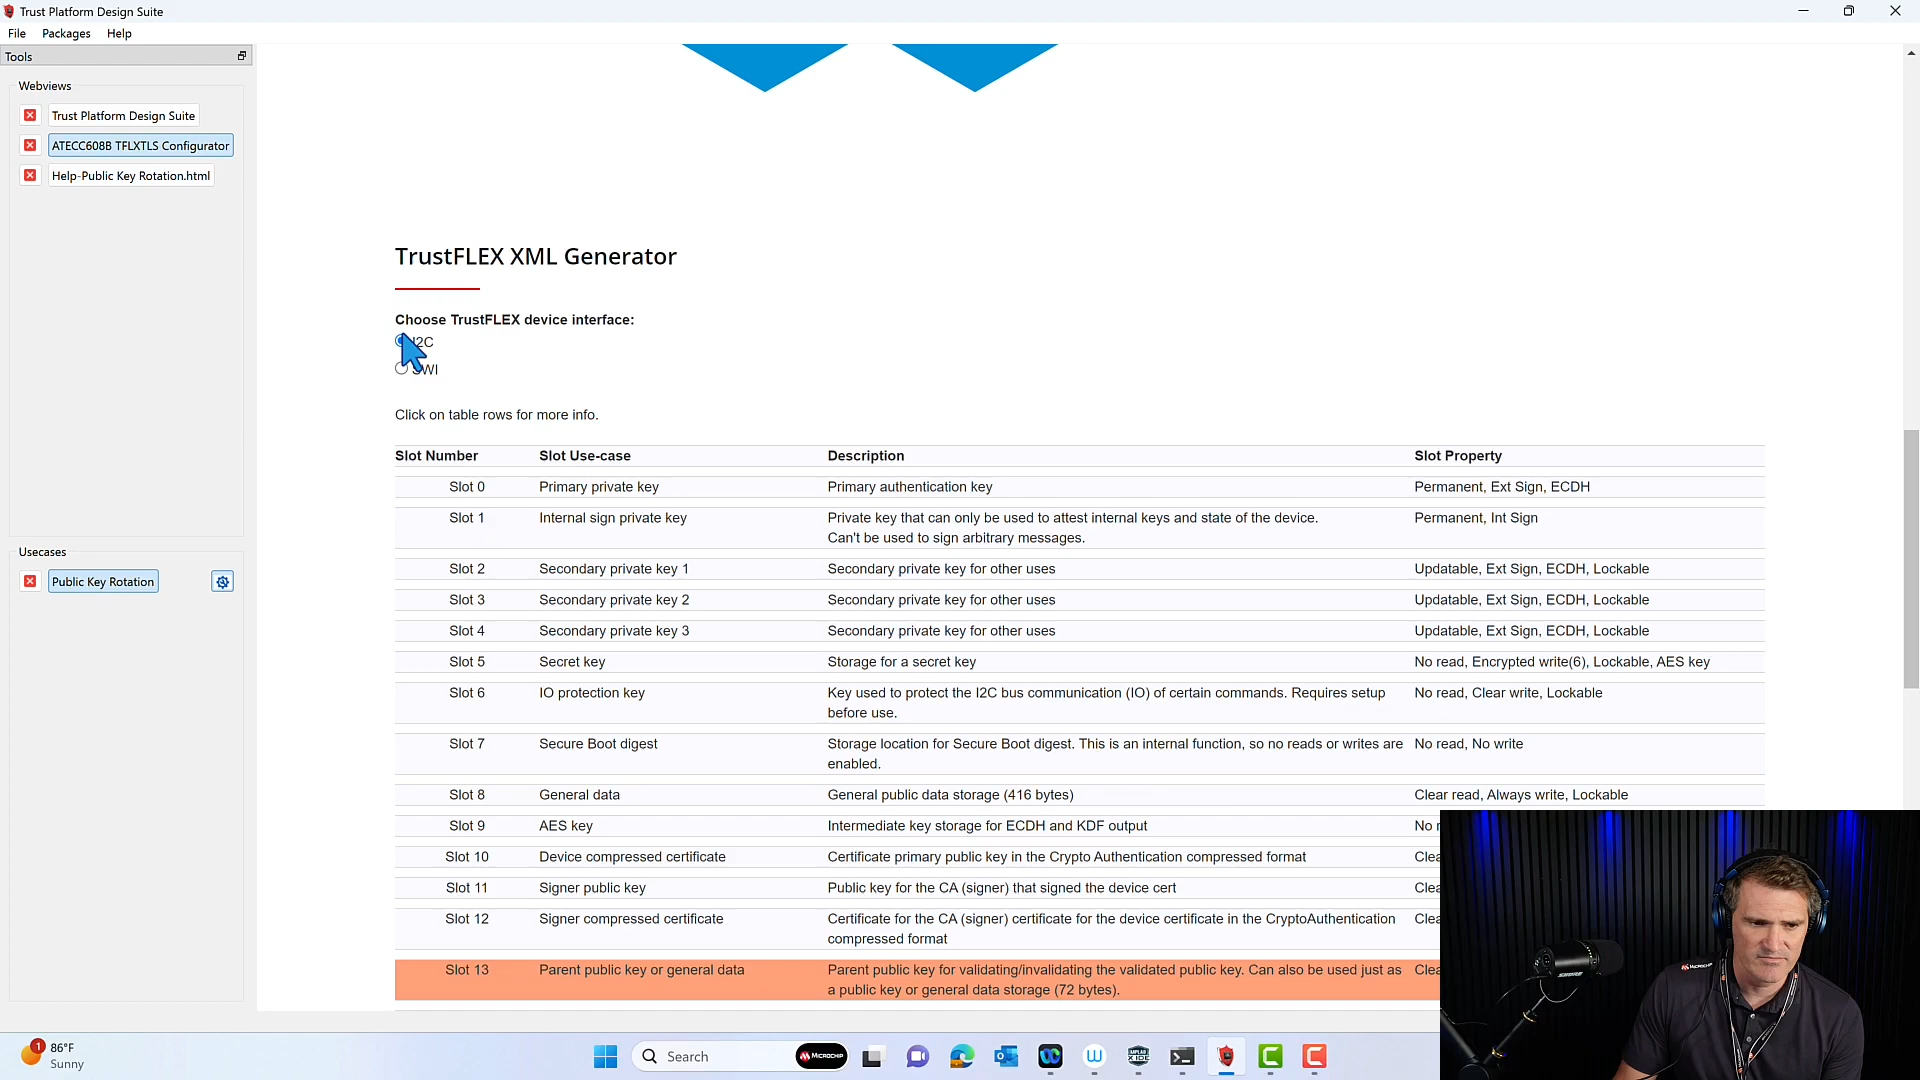 Trust Platform Design Suite
File Packages Help
Tools
Webviews
Trust Platform Design Suite
ATECC608B TFLXTLS Configurator
Help-Public Key Rotation.html
Usecases
Public Key Rotation
TrustFLEX XML Generator
Choose TrustFLEX device interface:
I2C
SWI
Click on table rows for more info.
Slot Number Slot Use-case Description Slot Property
Slot 0 Primary private key Primary authentication key Permanent, Ext Sign, ECDH
Slot 1 Internal sign private key Private key that can only be used to attest internal keys and state of the device. Permanent, Int Sign
Can't be used to sign arbitrary messages.
Slot 2 Secondary private key 1 Secondary private key for other uses Updatable, Ext Sign, ECDH, Lockable
Slot 3 Secondary private key 2 Secondary private key for other uses Updatable, Ext Sign, ECDH, Lockable
Slot 4 Secondary private key 3 Secondary private key for other uses Updatable, Ext Sign, ECDH, Lockable
Slot 5 Secret key Storage for a secret key No read, Encrypted write(6), Lockable, AES key
Slot 6 IO protection key Key used to protect the I2C bus communication (IO) of certain commands. Requires setup No read, Clear write, Lockable
before use.
Slot 7 Secure Boot digest Storage location for Secure Boot digest. This is an internal function, so no reads or writes are No read, No write
enabled.
Slot 8 General data General public data storage (416 bytes) Clear read, Always write, Lockable
Slot 9 AES key Intermediate key storage for ECDH and KDF output No
Slot 10 Device compressed certificate Certificate primary public key in the Crypto Authentication compressed format
Slot 11 Signer public key Public key for the CA (signer) that signed the device cert
Slot 12 Signer compressed certificate Certificate for the CA (signer) certificate for the device certificate in the CryptoAuthentication
compressed format
Slot 13 Parent public key or general data Parent public key for validating/invalidating the validated public key. Can also be used just as
a public key or general data storage (72 bytes).
SHURE
MICROCHIP
1
86°F
Sunny
Search
MICROCHIP
MPLAB
X IDE